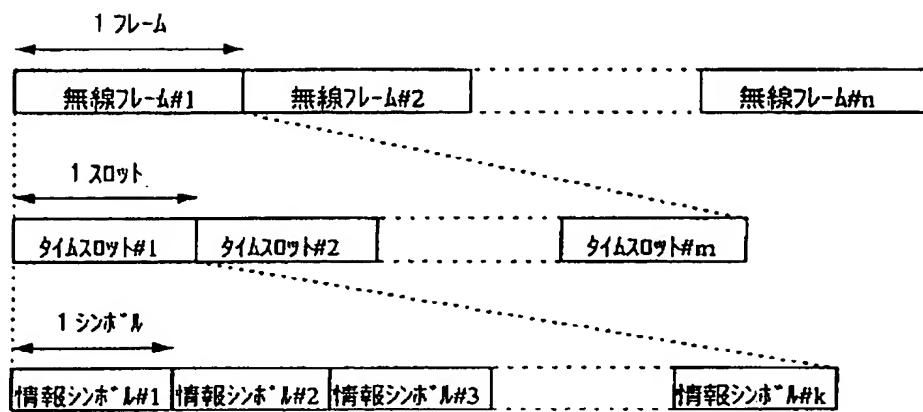 1 フレーム
無線フレーム#1 無線フレーム#2 無線フレーム#n
1 スロット
タイムスロット#1 タイムスロット#2 タイムスロット#m
1 シンボル
情報シンボル#1 情報シンボル#2 情報シンボル#3 情報シンボル#k